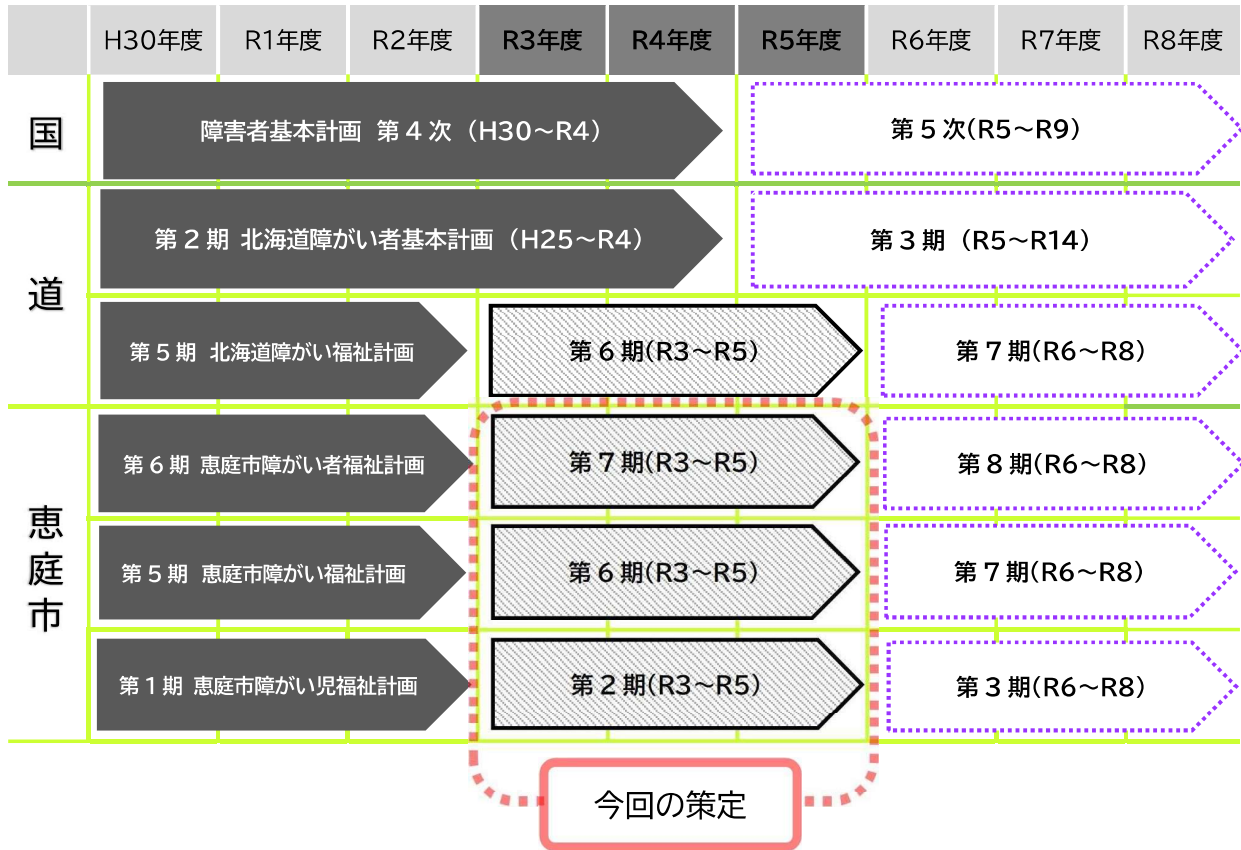 H30年度 R1年度 R2年度 R3年度 R4年度 R5年度 R6年度 R7年度 R8年度
国
障害者基本計画 第4次（H30～R4）
第5次(R5～R9)
道
第2期 北海道障がい者基本計画（H25～R4）
第3期（R5～R14）
第5期 北海道障がい福祉計画
第6期(R3～R5)
第7期(R6～R8)
恵庭市
第6期 恵庭市障がい者福祉計画
第7期(R3～R5)
第8期(R6～R8)
第5期 恵庭市障がい福祉計画
第6期(R3～R5)
第7期(R6～R8)
第1期 恵庭市障がい児福祉計画
第2期(R3～R5)
第3期(R6～R8)
今回の策定